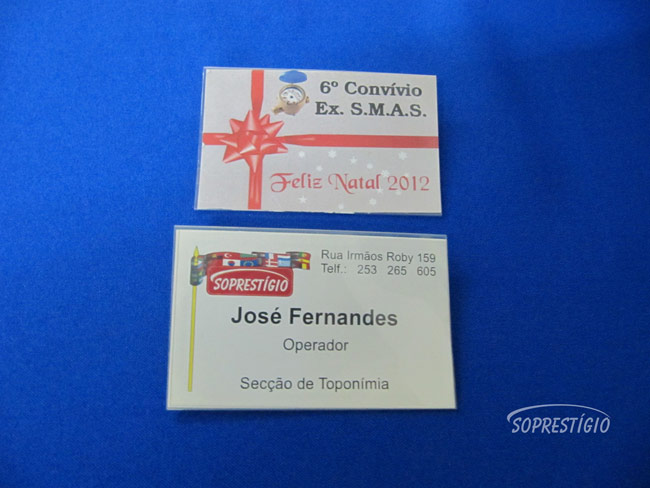 6º Convívio
Ex. S.M.A.S.
Feliz Natal 2012
Rua Irmãos Roby 159
Telf.: 253 265 605
SOPRESTÍGIO
José Fernandes
Operador
Secção de Toponímia
SOPRESTÍGIO